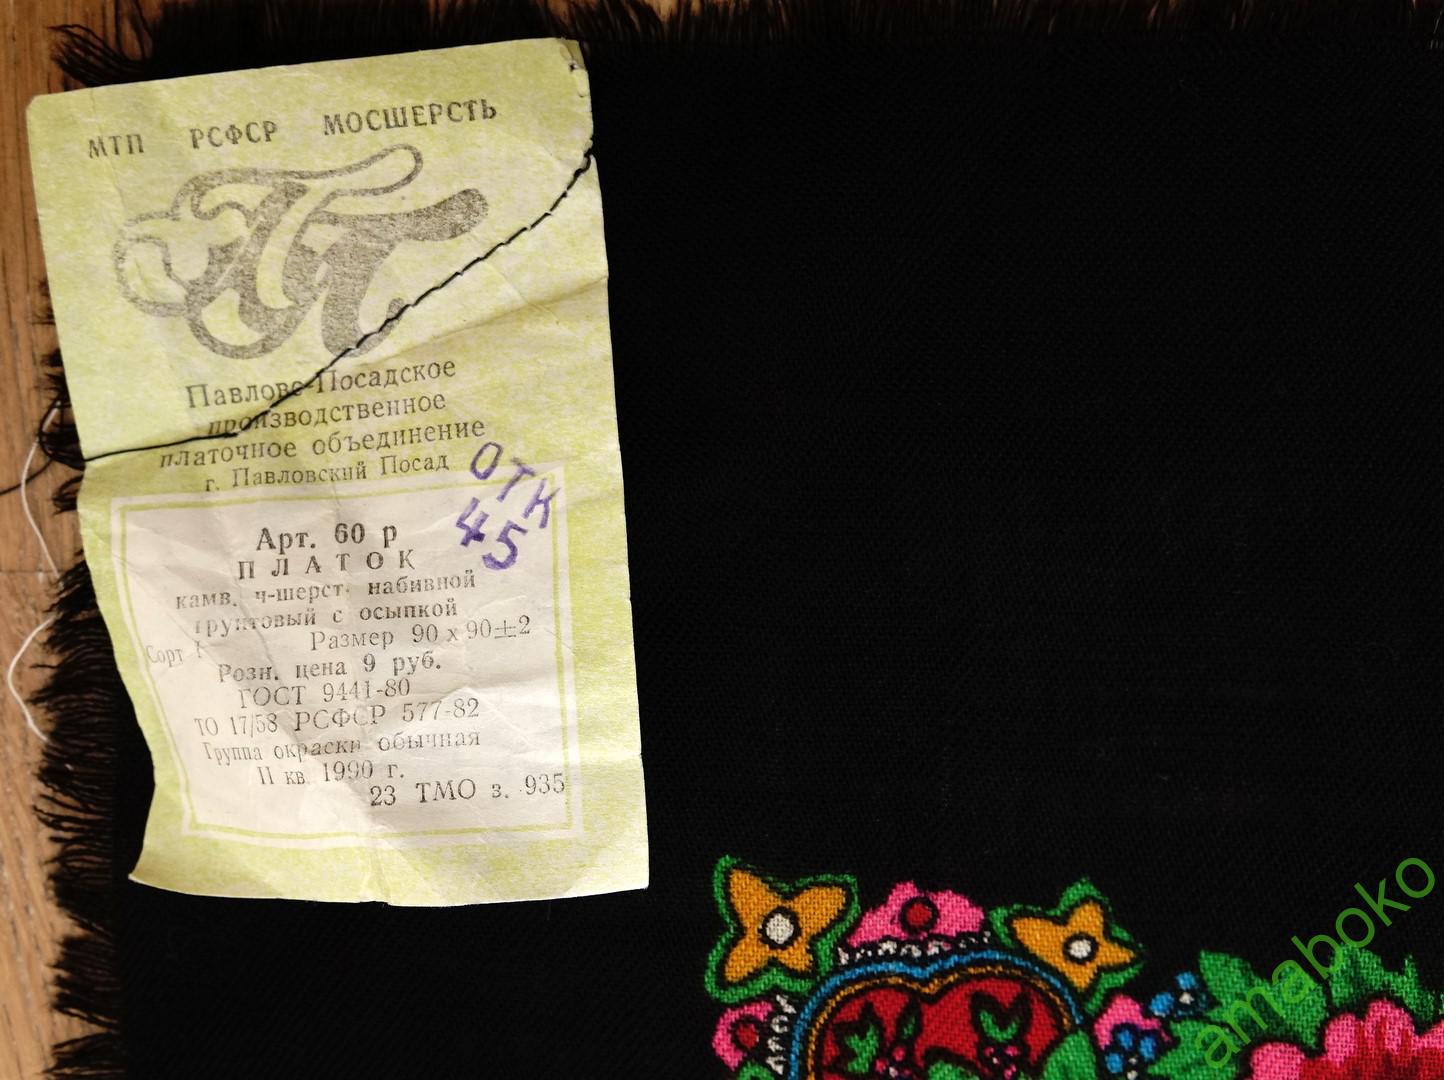 МТП РСФСР МОСШЕРСТЬ
Павлово-Посадское
производственное
платочное объединение
г. Павловский Посад
ОТК
45
Арт. 60 р
ПЛАТОК
камв. ч-шерст. набивной
грунтовый с осыпкой
Сорт I Размер 90 х 90±2
Розн. цена 9 руб.
ГОСТ 9441-80
ТО 17/58 РСФСР 577-82
Группа окраски обычная
II кв. 1990 г.
23 ТМО з. 935
amaboko